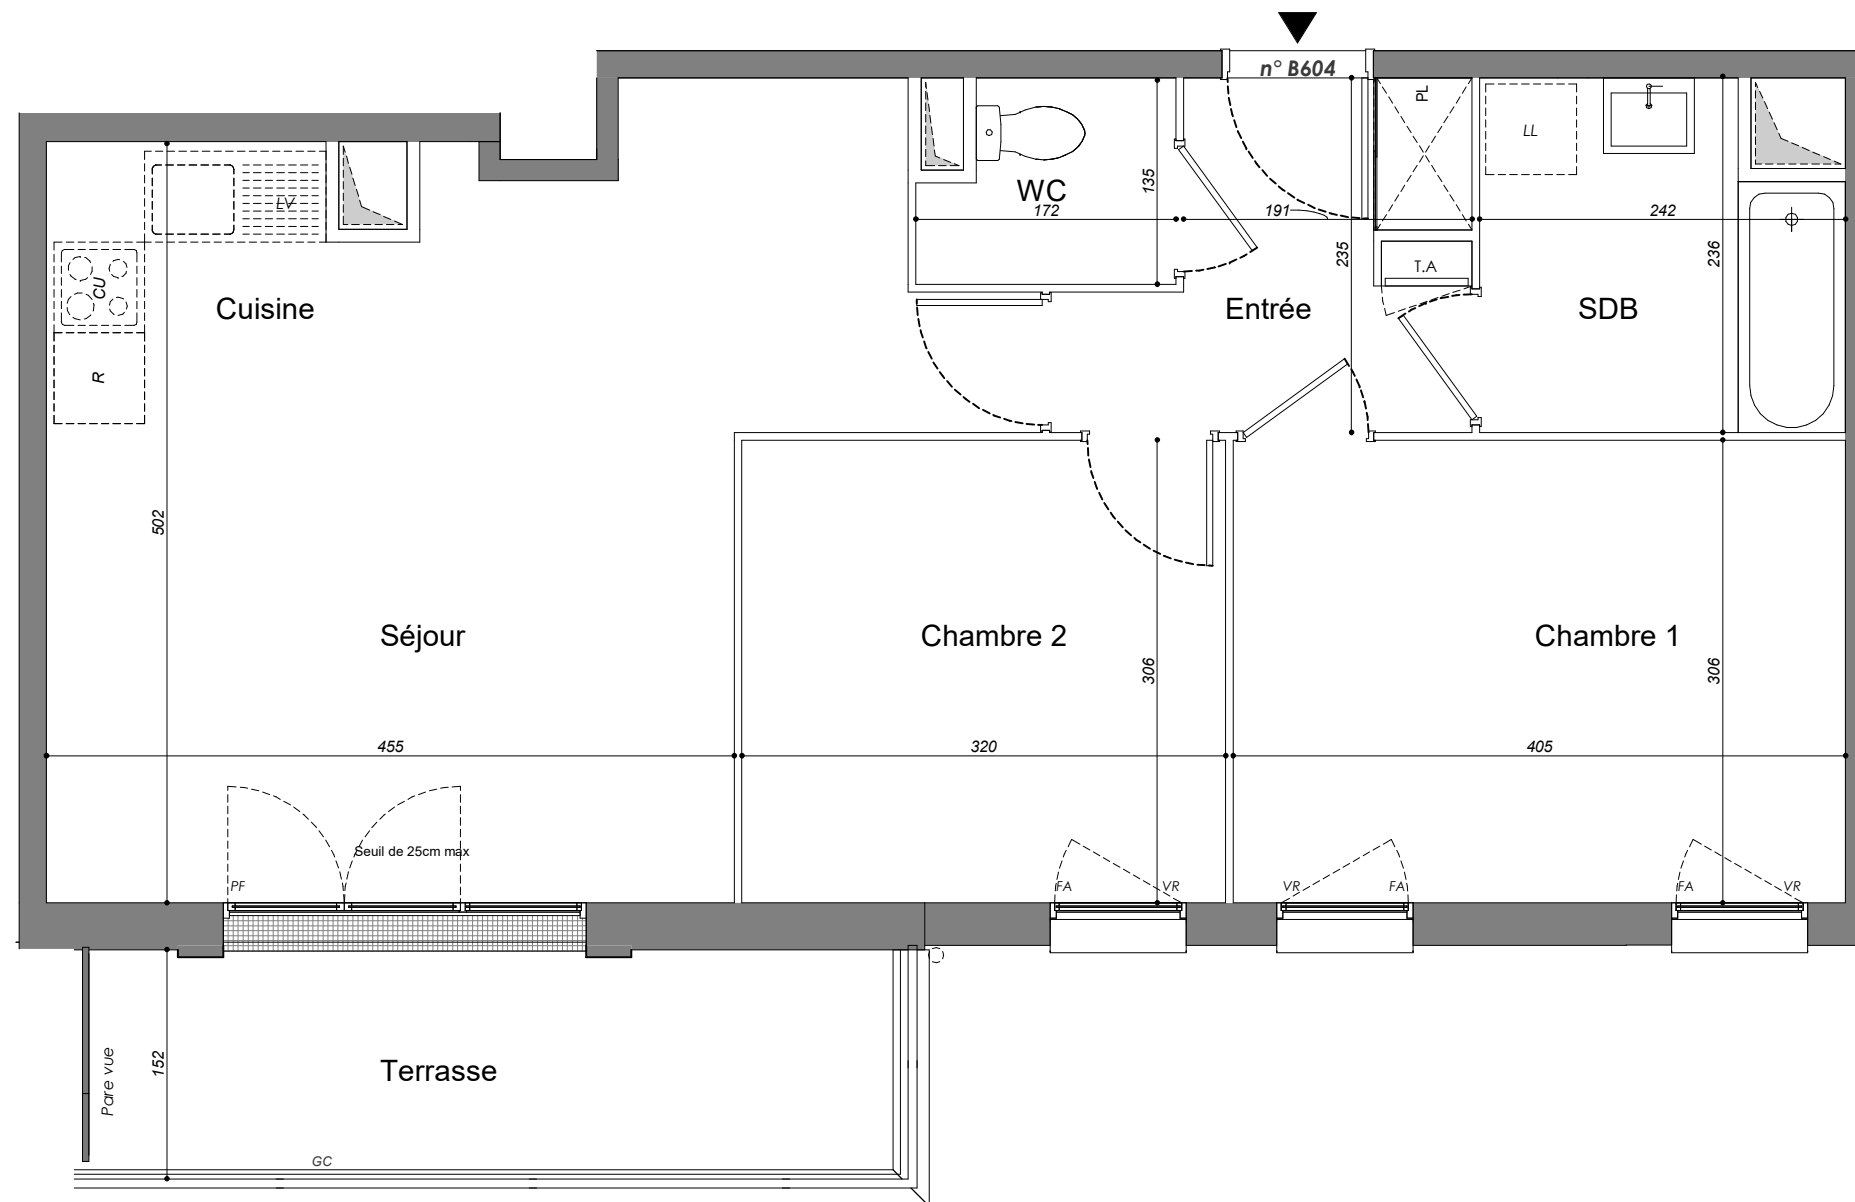 n° B604
PL
LL
LV
WC
135
172
191
242
235
236
T.A
CU
Cuisine
Entrée
SDB
R
502
Séjour
Chambre 2
Chambre 1
306
306
455
320
405
Seuil de 25cm max
PF
FA
VR
VR
FA
FA
VR
Pare vue
152
Terrasse
GC